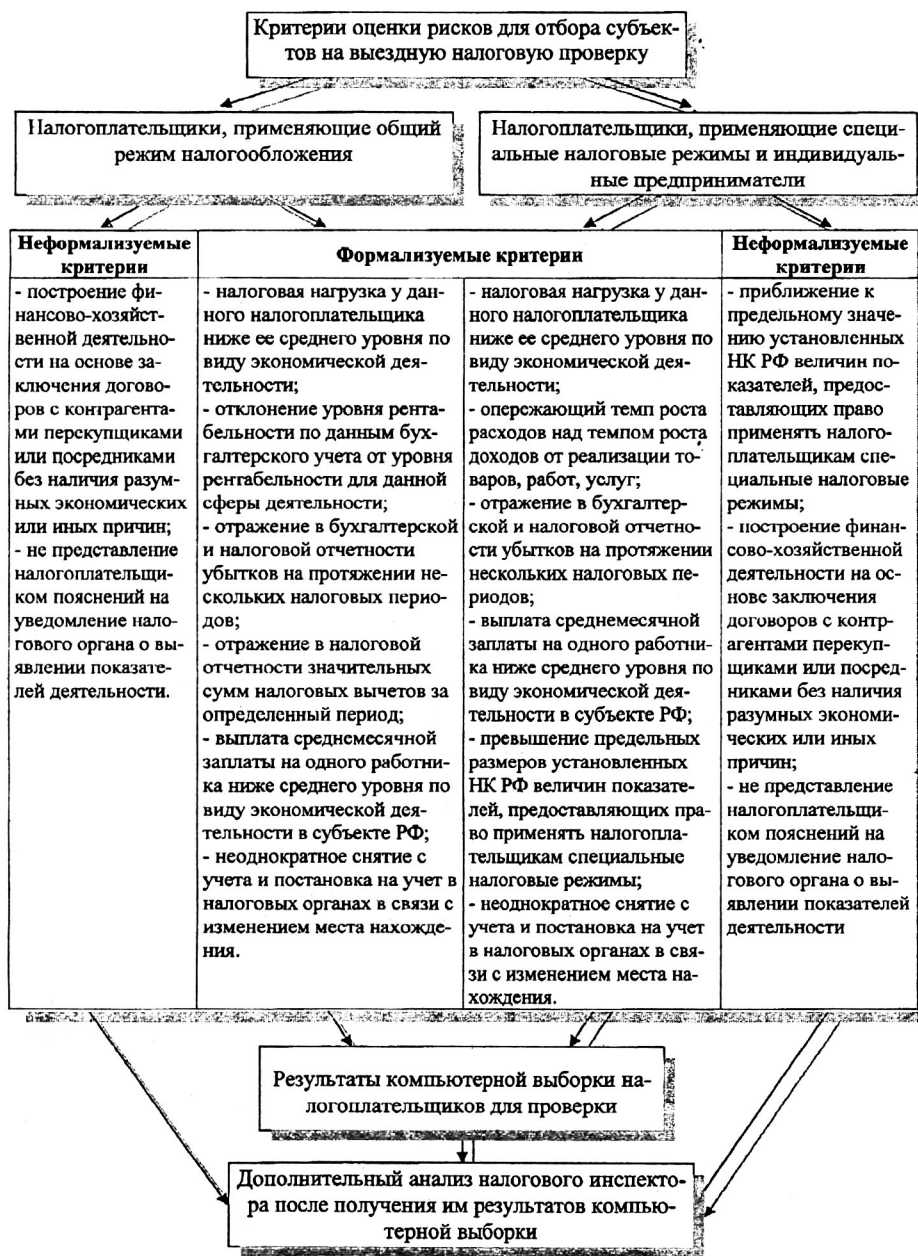 Критерии оценки рисков для отбора субъек-
тов на выездную налоговую проверку
Налогоплательщики, применяющие общий
режим налогообложения
Налогоплательщики, применяющие специ-
альные налоговые режимы и индивидуаль-
ные предприниматели
Неформализуемые
критерии
- построение фи-
нансово-хозяйст-
венной деятельно-
сти на основе за-
ключения догово-
ров с контрагента-
ми перекупщиками
или посредниками
без наличия разум-
ных экономических
или иных причин;
- не представление
налогоплательщи-
ком пояснений на
уведомление нало-
гового органа о вы-
явлении показате-
лей деятельности.
Формализуемые критерии
- налоговая нагрузка у дан-
ного налогоплательщика
ниже ее среднего уровня по
виду экономической дея-
тельности;
- отклонение уровня рента-
бельности по данным бух-
галтерского учета от уровня
рентабельности для данной
сферы деятельности;
- отражение в бухгалтерской
и налоговой отчетности
убытков на протяжении не-
скольких налоговых перио-
дов;
- отражение в налоговой
отчетности значительных
сумм налоговых вычетов за
определенный период;
- выплата среднемесячной
заплаты на одного работни-
ка ниже среднего уровня по
виду экономической дея-
тельности в субъекте РФ;
- неоднократное снятие с
учета и постановка на учет в
налоговых органах в связи с
изменением места нахожде-
ния.
- налоговая нагрузка у дан-
ного налогоплательщика
ниже ее среднего уровня по
виду экономической дея-
тельности;
- опережающий темп роста
расходов над темпом роста
доходов от реализации то-
варов, работ, услуг;
- отражение в бухгалтер-
ской и налоговой отчетно-
сти убытков на протяжении
нескольких налоговых пе-
риодов;
- выплата среднемесячной
заплаты на одного работни-
ка ниже среднего уровня по
виду экономической дея-
тельности в субъекте РФ;
- превышение предельных
размеров установленных
НК РФ величин показате-
лей, предоставляющих пра-
во применять налогопла-
тельщикам специальные
налоговые режимы;
- неоднократное снятие с
учета и постановка на учет
в налоговых органах в свя-
зи с изменением места на-
хождения.
Неформализуемые
критерии
- приближение к
предельному значе-
нию установленных
НК РФ величин по-
казателей, предос-
тавляющих право
применять налого-
плательщикам спе-
циальные налоговые
режимы;
- построение финан-
сово-хозяйственной
деятельности на ос-
нове заключения
договоров с контр-
агентами перекуп-
щиками или посред-
никами без наличия
разумных экономи-
ческих или иных
причин;
- не представление
налогоплательщи-
ком пояснений на
уведомление нало-
гового органа о вы-
явлении показателей
деятельности
Результаты компьютерной выборки на-
логоплательщиков для проверки
Дополнительный анализ налогового инспекто-
ра после получения им результатов компью-
терной выборки